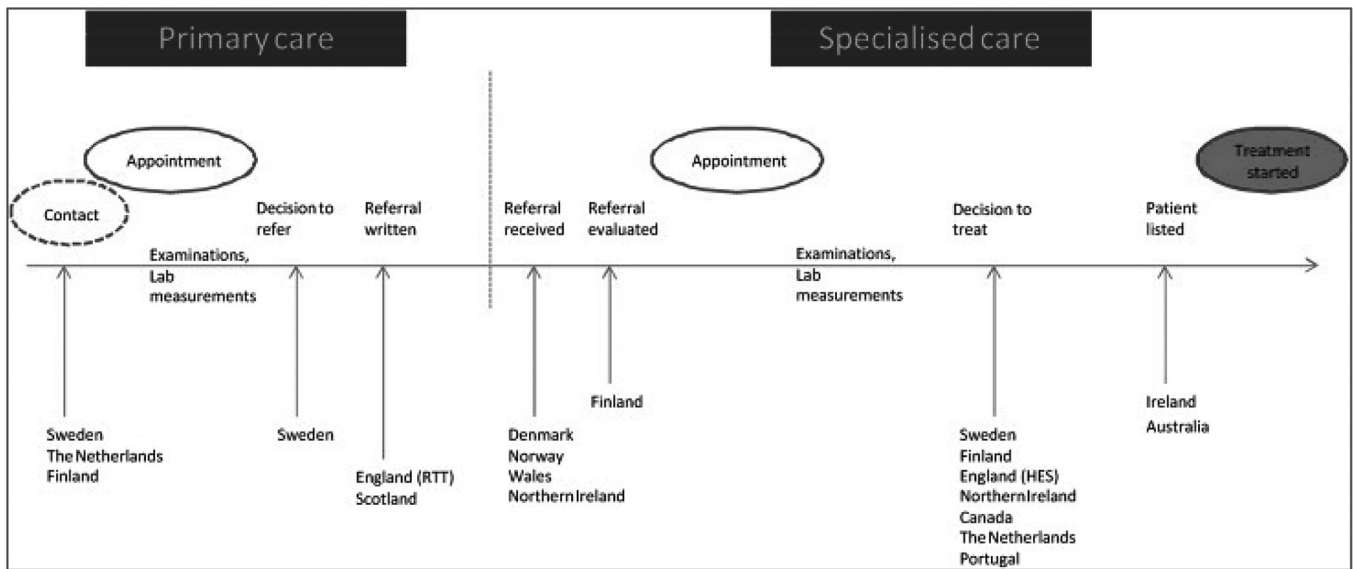 Primary care
Specialised care
Appointment
Appointment
Treatment
started
Contact
Decision to
refer
Referral
written
Referral
received
Referral
evaluated
Decision to
treat
Patient
listed
Examinations,
Lab
measurements
Examinations,
Lab
measurements
Sweden
The Netherlands
Finland
Sweden
England (RTT)
Scotland
Denmark
Norway
Wales
Northern Ireland
Finland
Sweden
Finland
England (HES)
Northern Ireland
Canada
The Netherlands
Portugal
Ireland
Australia